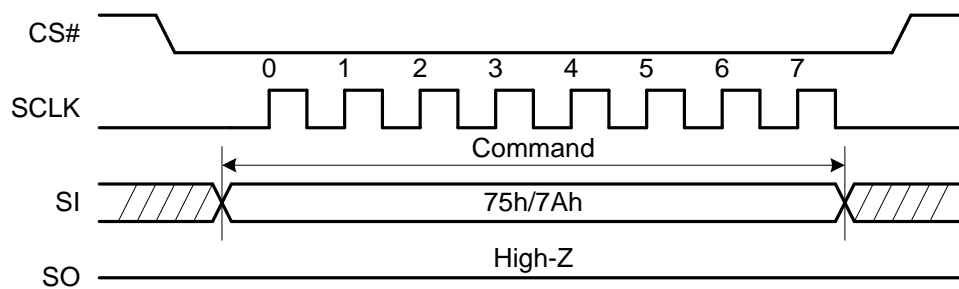 CS#
0 1 2 3 4 5 6 7
SCLK
Command
SI
75h/7Ah
High-Z
SO